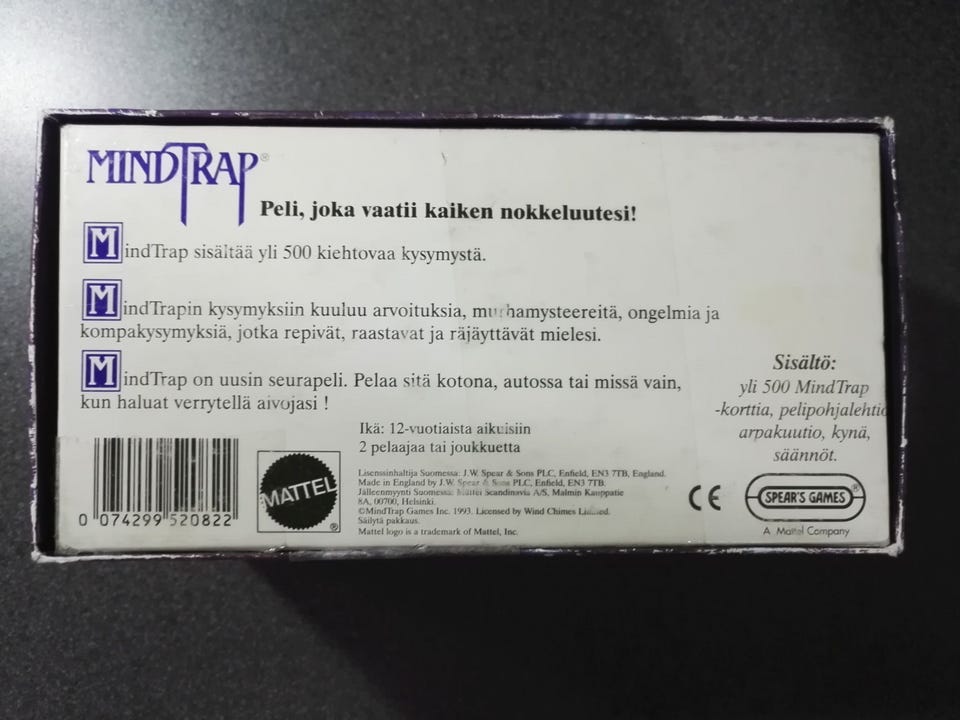 MINDTRAP®
Peli, joka vaatii kaiken nokkeluutesi!
MindTrap sisältää yli 500 kiehtovaa kysymystä.
MindTrapin kysymyksiin kuuluu arvoituksia, murhamysteereitä, ongelmia ja
kompakysymyksiä, jotka repivät, raastavat ja räjäyttävät mielesi.
MindTrap on uusin seurapeli. Pelaa sitä kotona, autossa tai missä vain,
kun haluat verrytellä aivojasi !
Sisältö:
yli 500 MindTrap
-korttia, pelipohjalehtiö
arpakuutio, kynä,
säännöt.
Ikä: 12-vuotiaista aikuisiin
2 pelaajaa tai joukkuetta
Lisenssinhaltija Suomessa: J.W. Spear & Sons PLC, Enfield, EN3 7TB, England.
Made in England by J.W. Spear & Sons PLC, Enfield, EN3 7TB.
Jälleenmyynti Suomessa: Mattel Scandinavia A/S, Malmin Kauppatie
8A, 00700, Helsinki.
©MindTrap Games Inc. 1993. Licensed by Wind Chimes Limited.
Säilytä pakkaus.
Mattel logo is a trademark of Mattel, Inc.
0 074299 520822
MATTEL
®
CE
SPEAR'S GAMES®
A Mattel Company